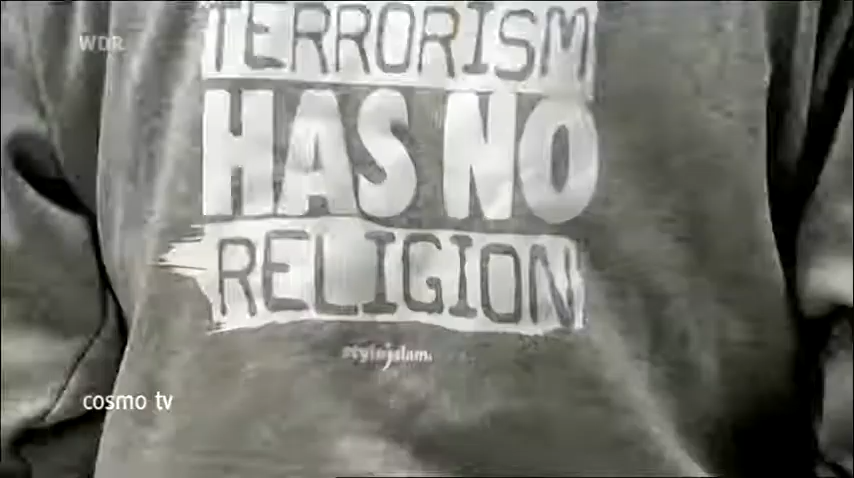 WDR
TERRORISM
HAS NO
RELIGION
styleislam.
cosmo tv